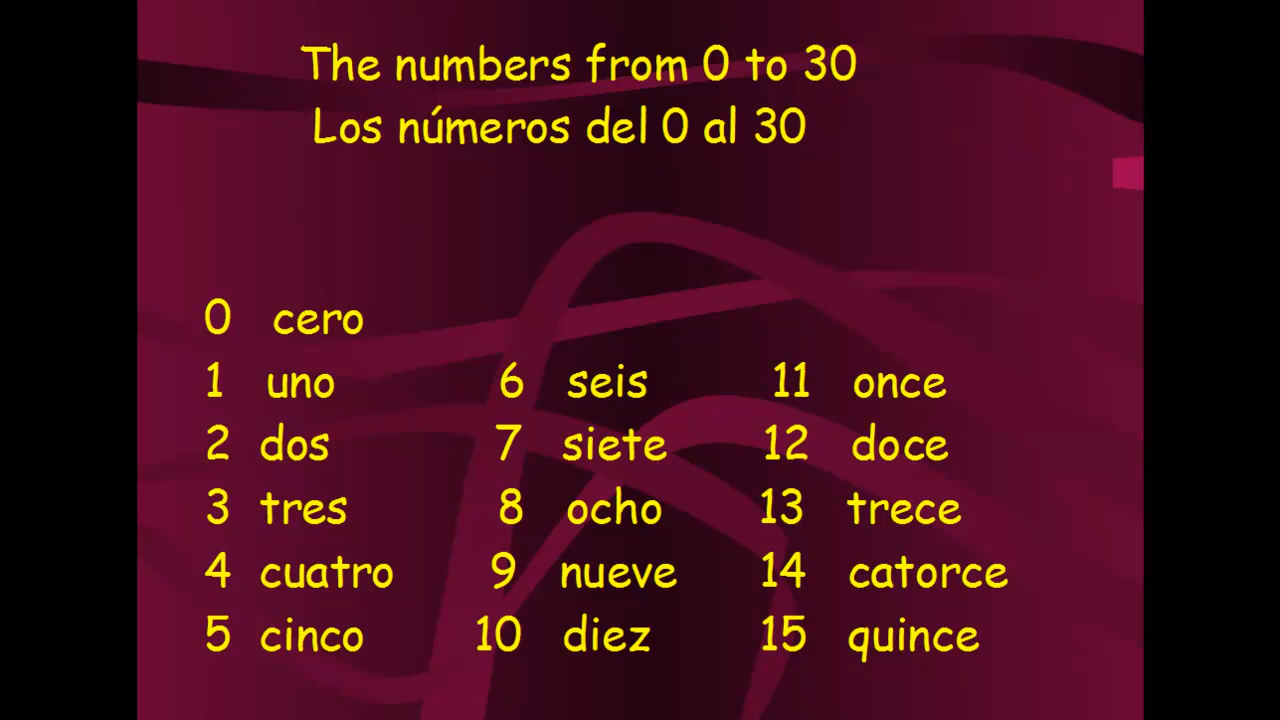 The numbers from 0 to 30
Los números del 0 al 30
0 cero
1 uno 6 seis 11 once
2 dos 7 siete 12 doce
3 tres 8 ocho 13 trece
4 cuatro 9 nueve 14 catorce
5 cinco 10 diez 15 quince